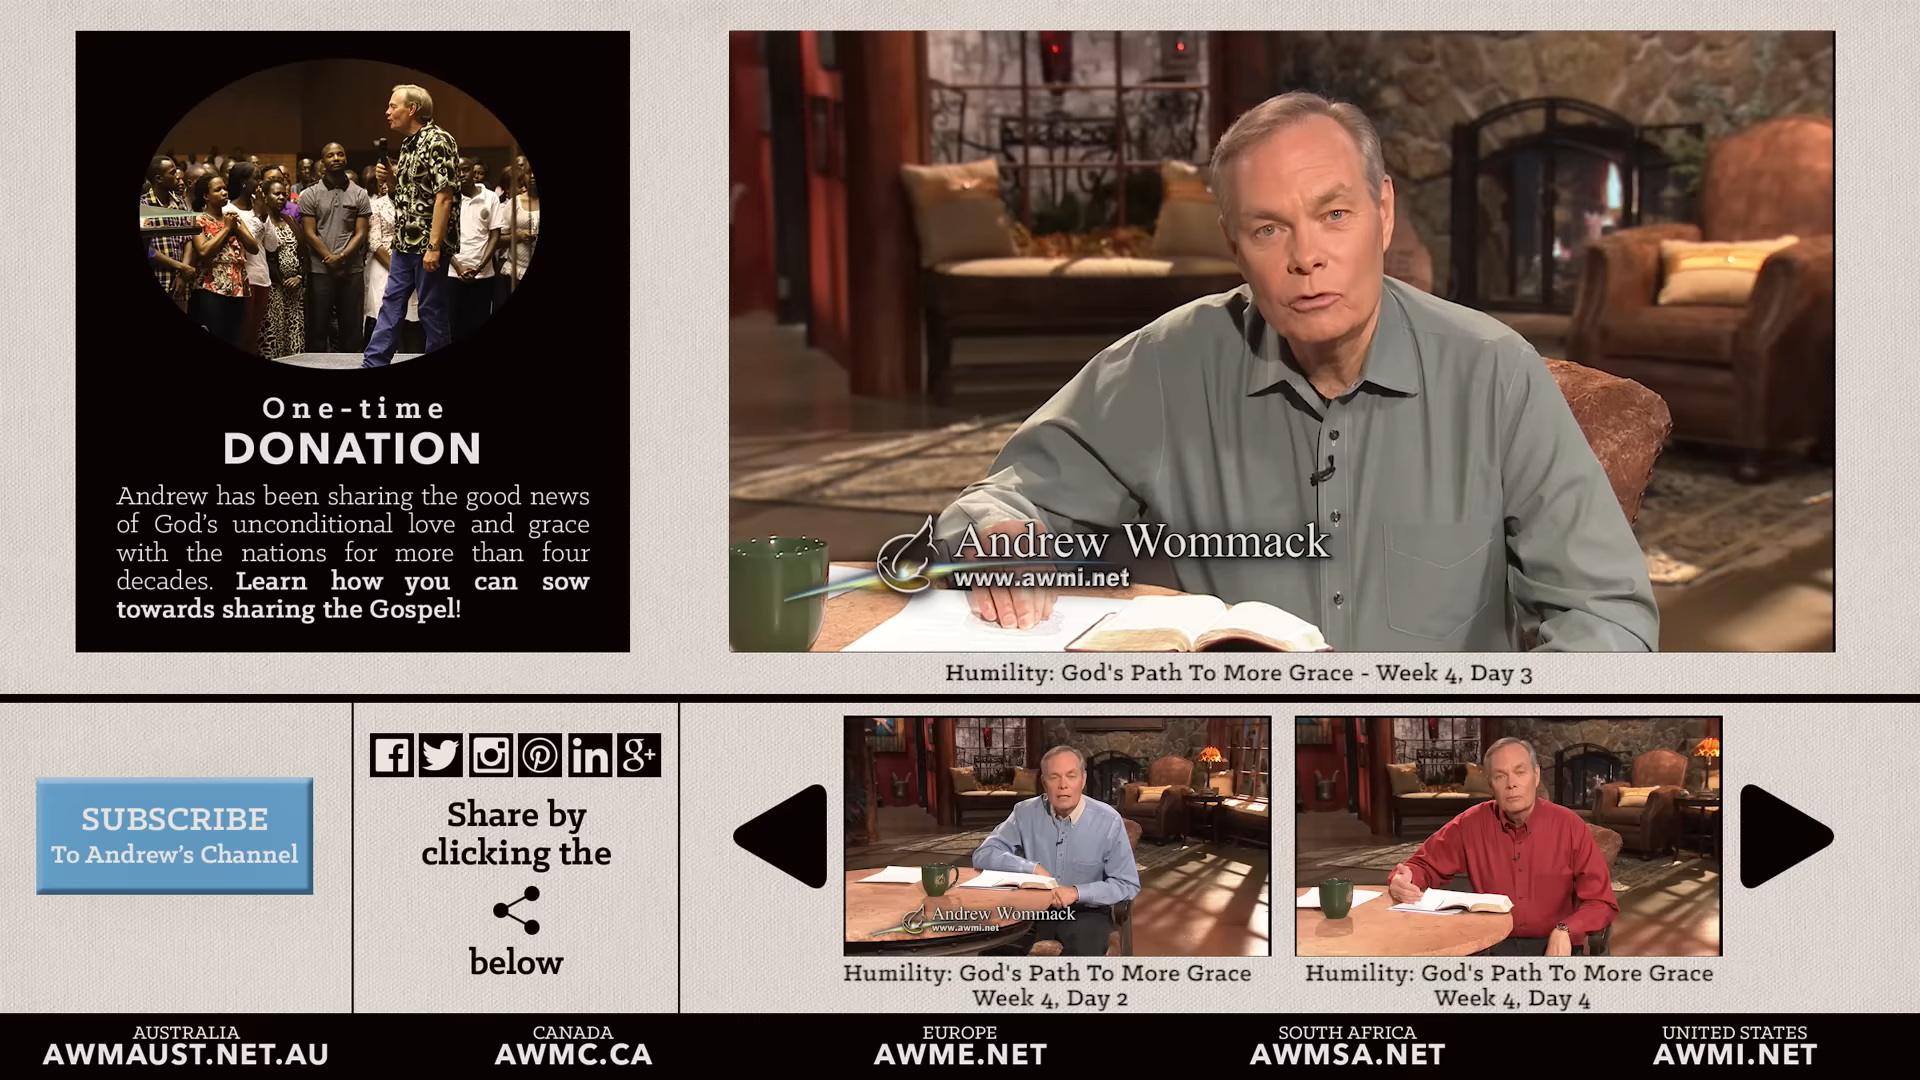 One-time
DONATION
Andrew has been sharing the good news
of God's unconditional love and grace
with the nations for more than four
decades. Learn how you can sow
towards sharing the Gospel!
Andrew Wommack
www.awmi.net
Humility: God's Path To More Grace - Week 4, Day 3
SUBSCRIBE
To Andrew's Channel
Share by
clicking the
below
Andrew Wommack
www.awmi.net
Humility: God's Path To More Grace
Week 4, Day 2
Humility: God's Path To More Grace
Week 4, Day 4
AUSTRALIA
AWMAUST.NET.AU
CANADA
AWMC.CA
EUROPE
AWME.NET
SOUTH AFRICA
AWMSA.NET
UNITED STATES
AWMI.NET